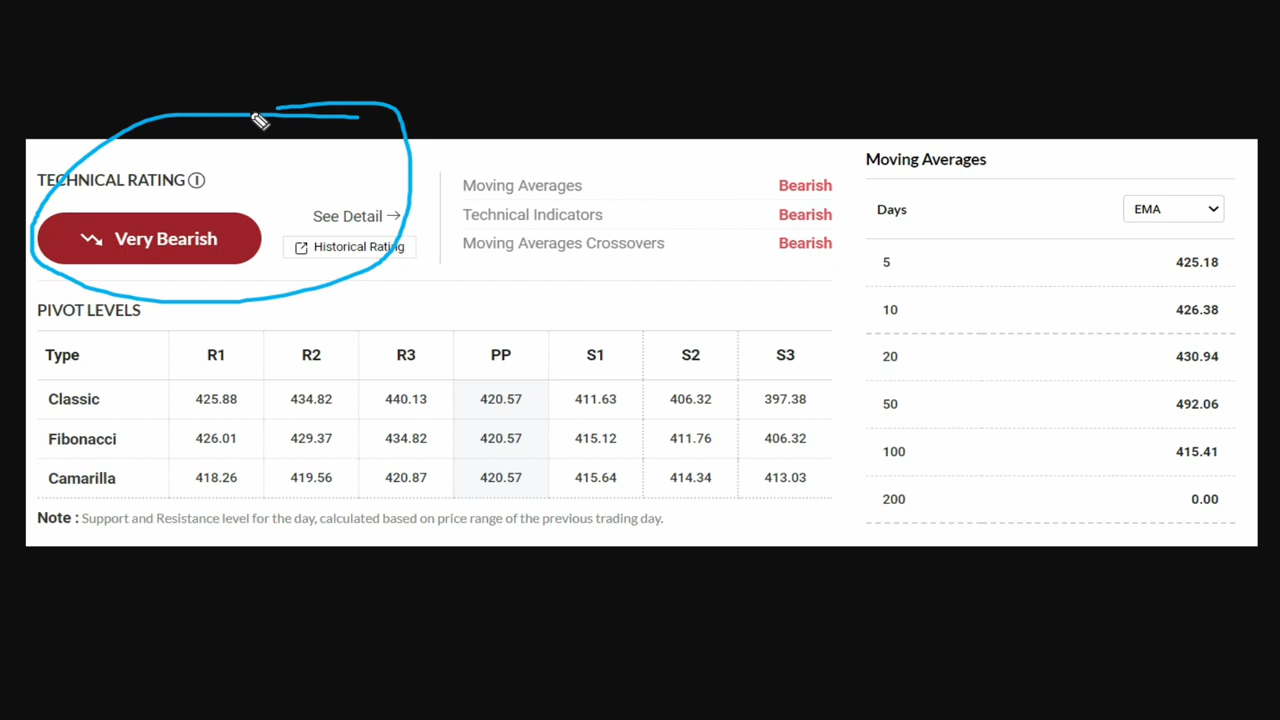 TECHNICAL RATING
Very Bearish
See Detail →
Historical Rating
Moving Averages Bearish
Technical Indicators Bearish
Moving Averages Crossovers Bearish
PIVOT LEVELS
Type R1 R2 R3 PP S1 S2 S3
Classic 425.88 434.82 440.13 420.57 411.63 406.32 397.38
Fibonacci 426.01 429.37 434.82 420.57 415.12 411.76 406.32
Camarilla 418.26 419.56 420.87 420.57 415.64 414.34 413.03
Note : Support and Resistance level for the day, calculated based on price range of the previous trading day.
Moving Averages
Days EMA
5 425.18
10 426.38
20 430.94
50 492.06
100 415.41
200 0.00